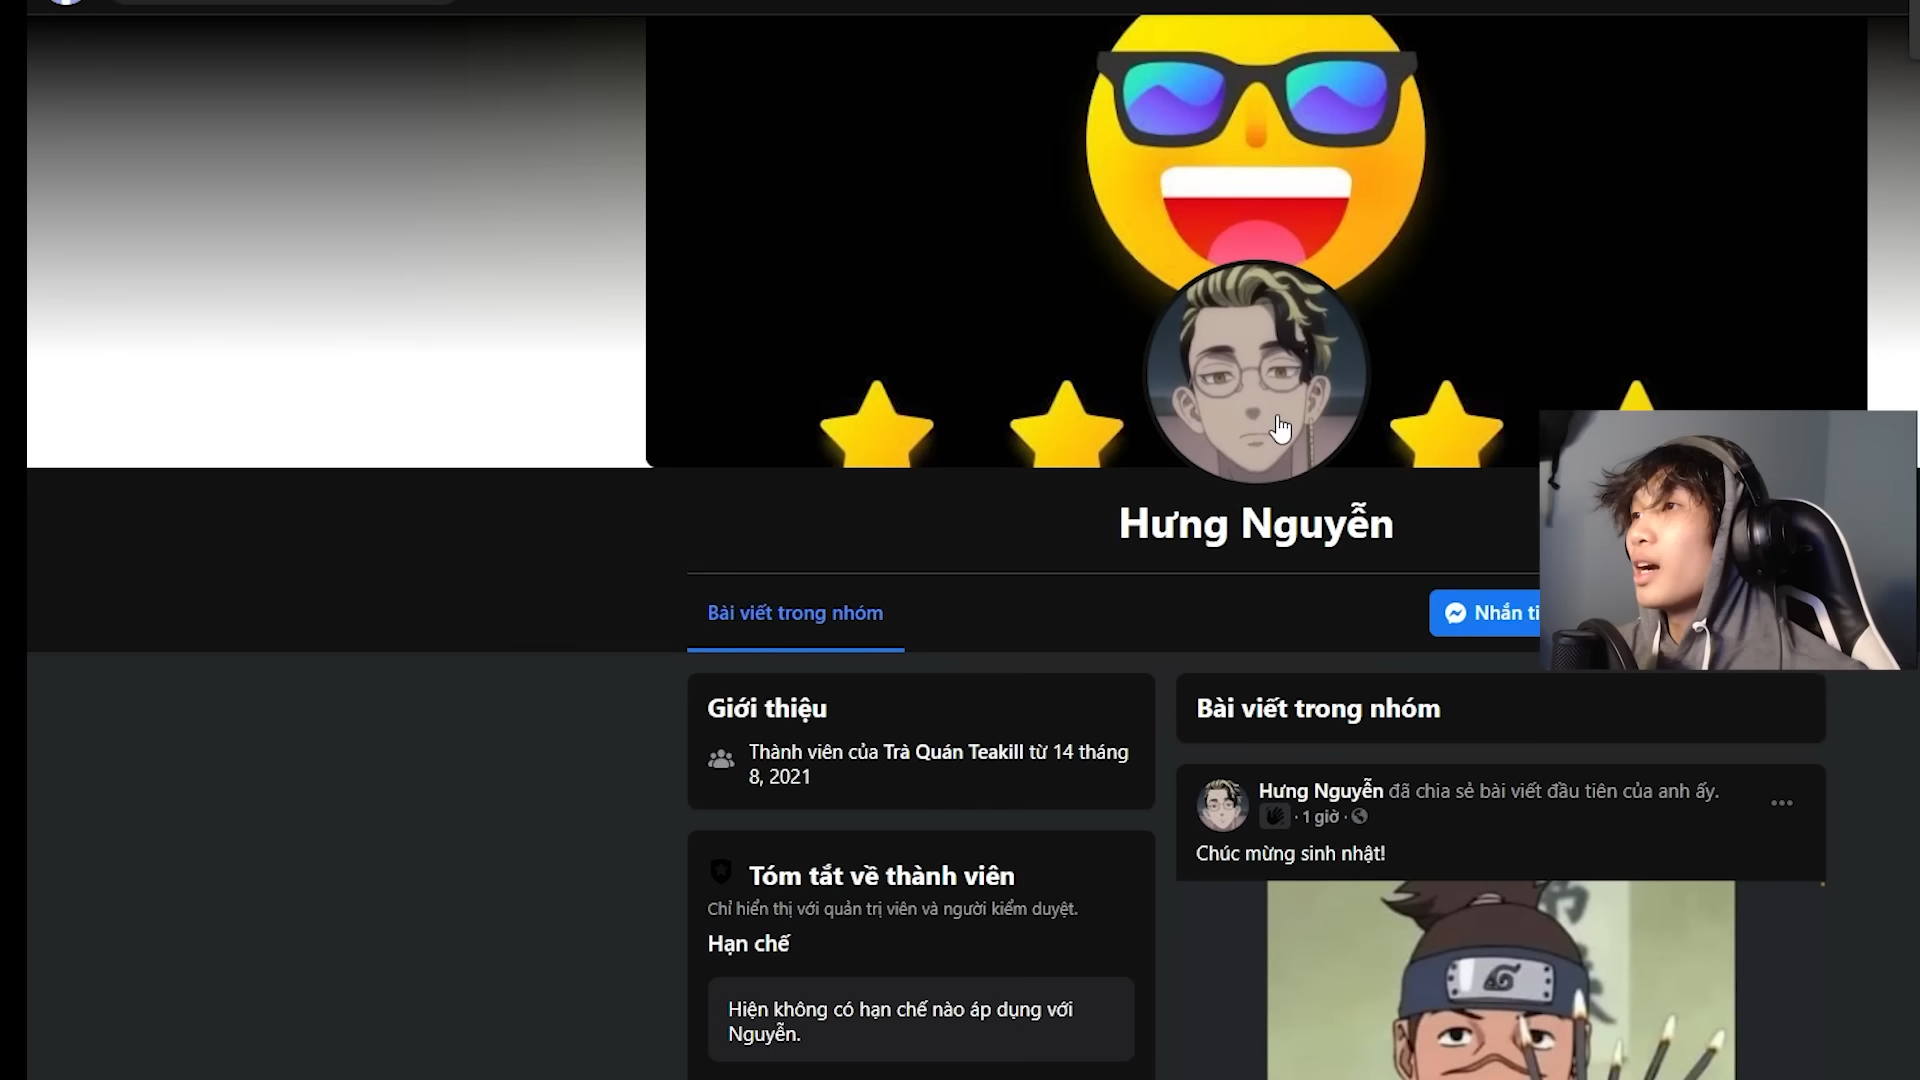 Hưng Nguyễn
Bài viết trong nhóm
Nhắn ti
Giới thiệu
Thành viên của Trà Quán Teakill từ 14 tháng
8, 2021
Tóm tắt về thành viên
Chỉ hiển thị với quản trị viên và người kiểm duyệt.
Hạn chế
Hiện không có hạn chế nào áp dụng với
Nguyễn.
Bài viết trong nhóm
Hưng Nguyễn đã chia sẻ bài viết đầu tiên của anh ấy.
· 1 giờ ·
Chúc mừng sinh nhật!